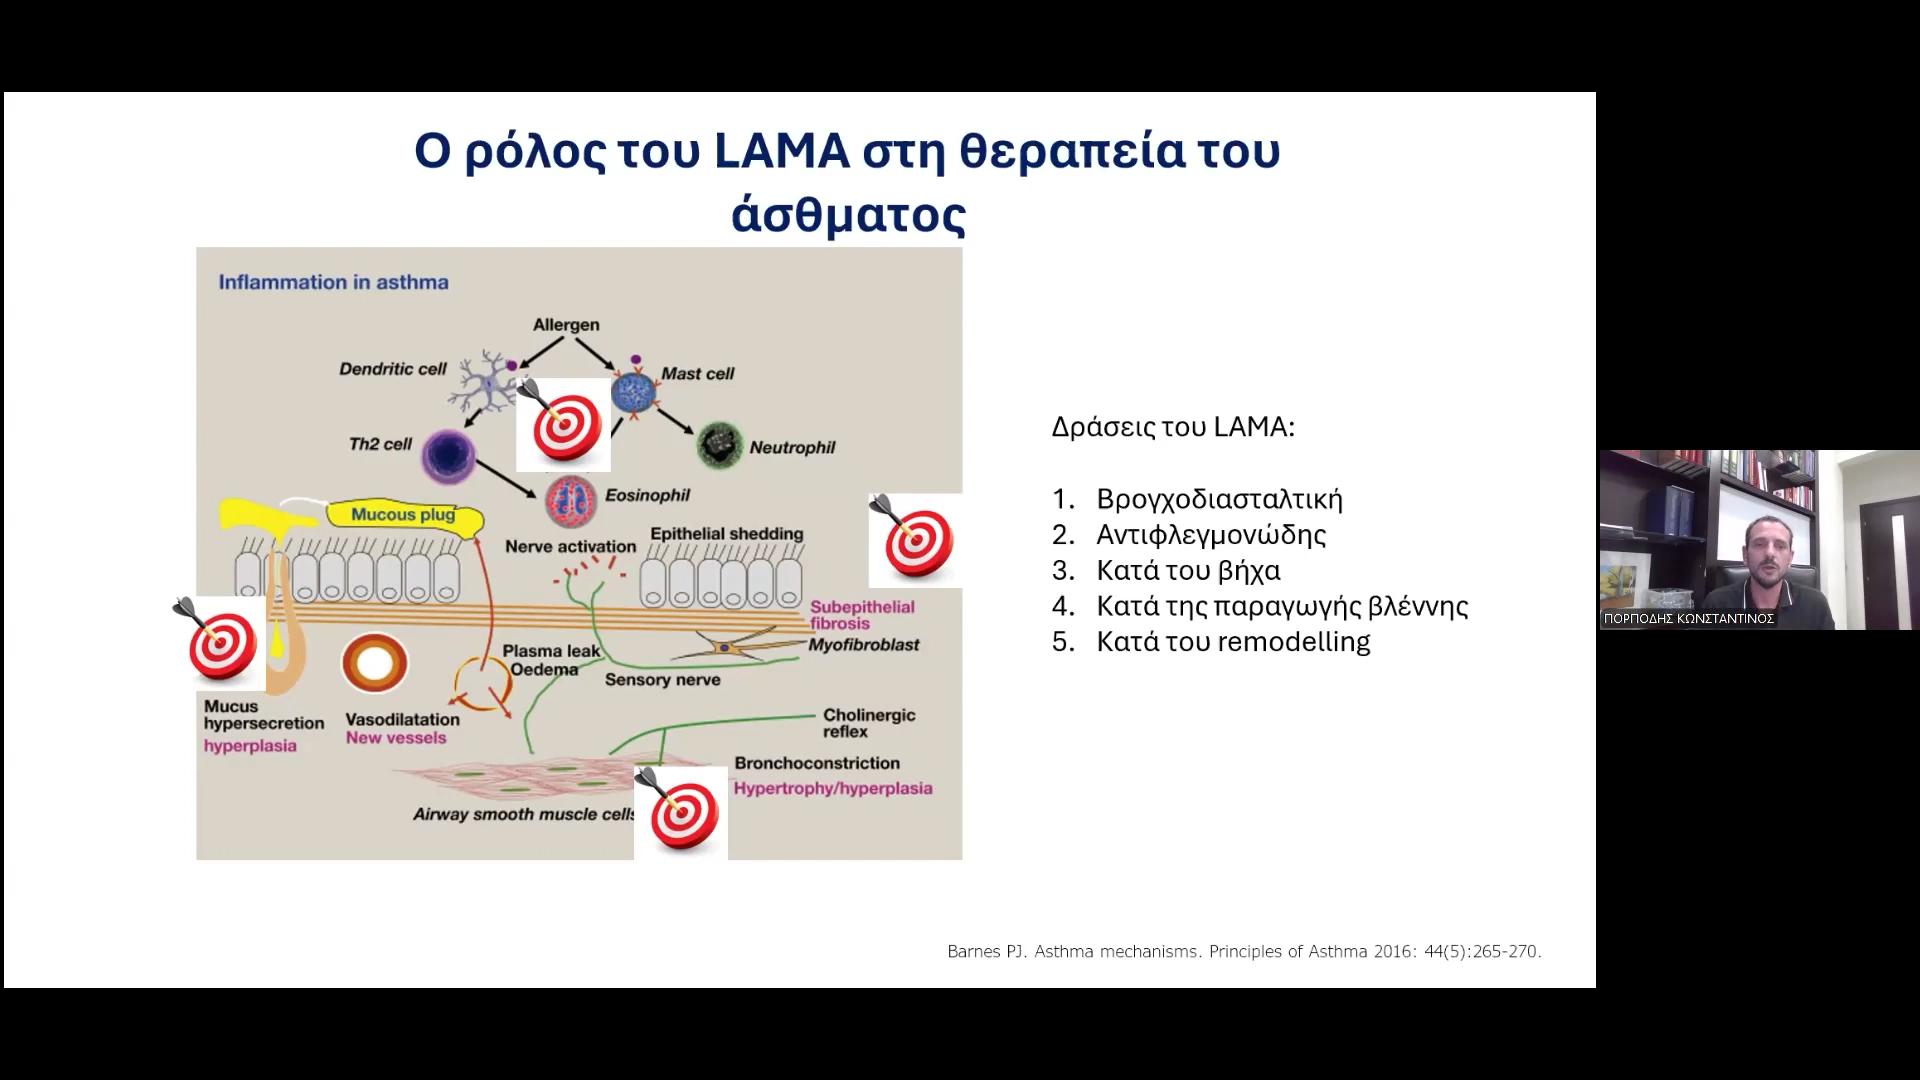 Ο ρόλος του LAMA στη θεραπεία του
άσθματος
Inflammation in asthma
Allergen
Dendritic cell
Mast cell
Th2 cell
Neutrophil
Eosinophil
Mucous plug
Nerve activation
Epithelial shedding
Subepithelial
fibrosis
Myofibroblast
Plasma leak
Oedema
Sensory nerve
Mucus
hypersecretion
hyperplasia
Vasodilatation
New vessels
Cholinergic
reflex
Bronchoconstriction
Hypertrophy/hyperplasia
Airway smooth muscle cells
Δράσεις του LAMA:
1. Βρογχοδιασταλτική
2. Αντιφλεγμονώδης
3. Κατά του βήχα
4. Κατά της παραγωγής βλέννης
5. Κατά του remodelling
Barnes PJ. Asthma mechanisms. Principles of Asthma 2016: 44(5):265-270.
ΠΟΡΠΟΔΗΣ ΚΩΝΣΤΑΝΤΙΝΟΣ